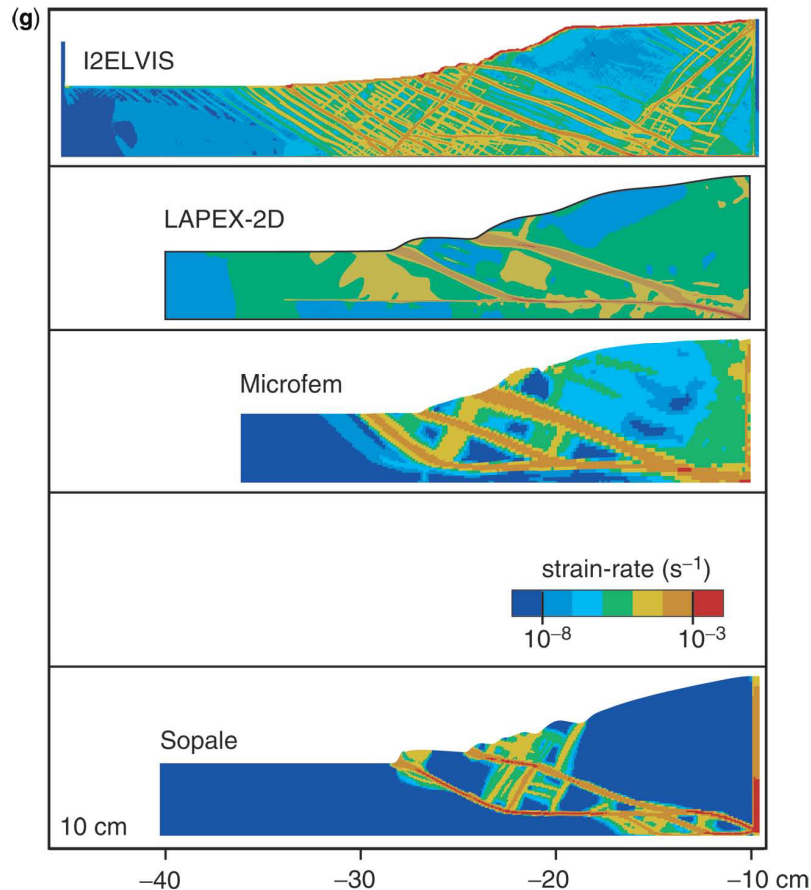 (g)
I2ELVIS
LAPEX-2D
Microfem
strain-rate (s⁻¹)
10⁻⁸ 10⁻³
Sopale
10 cm
−40 −30 −20 −10 cm